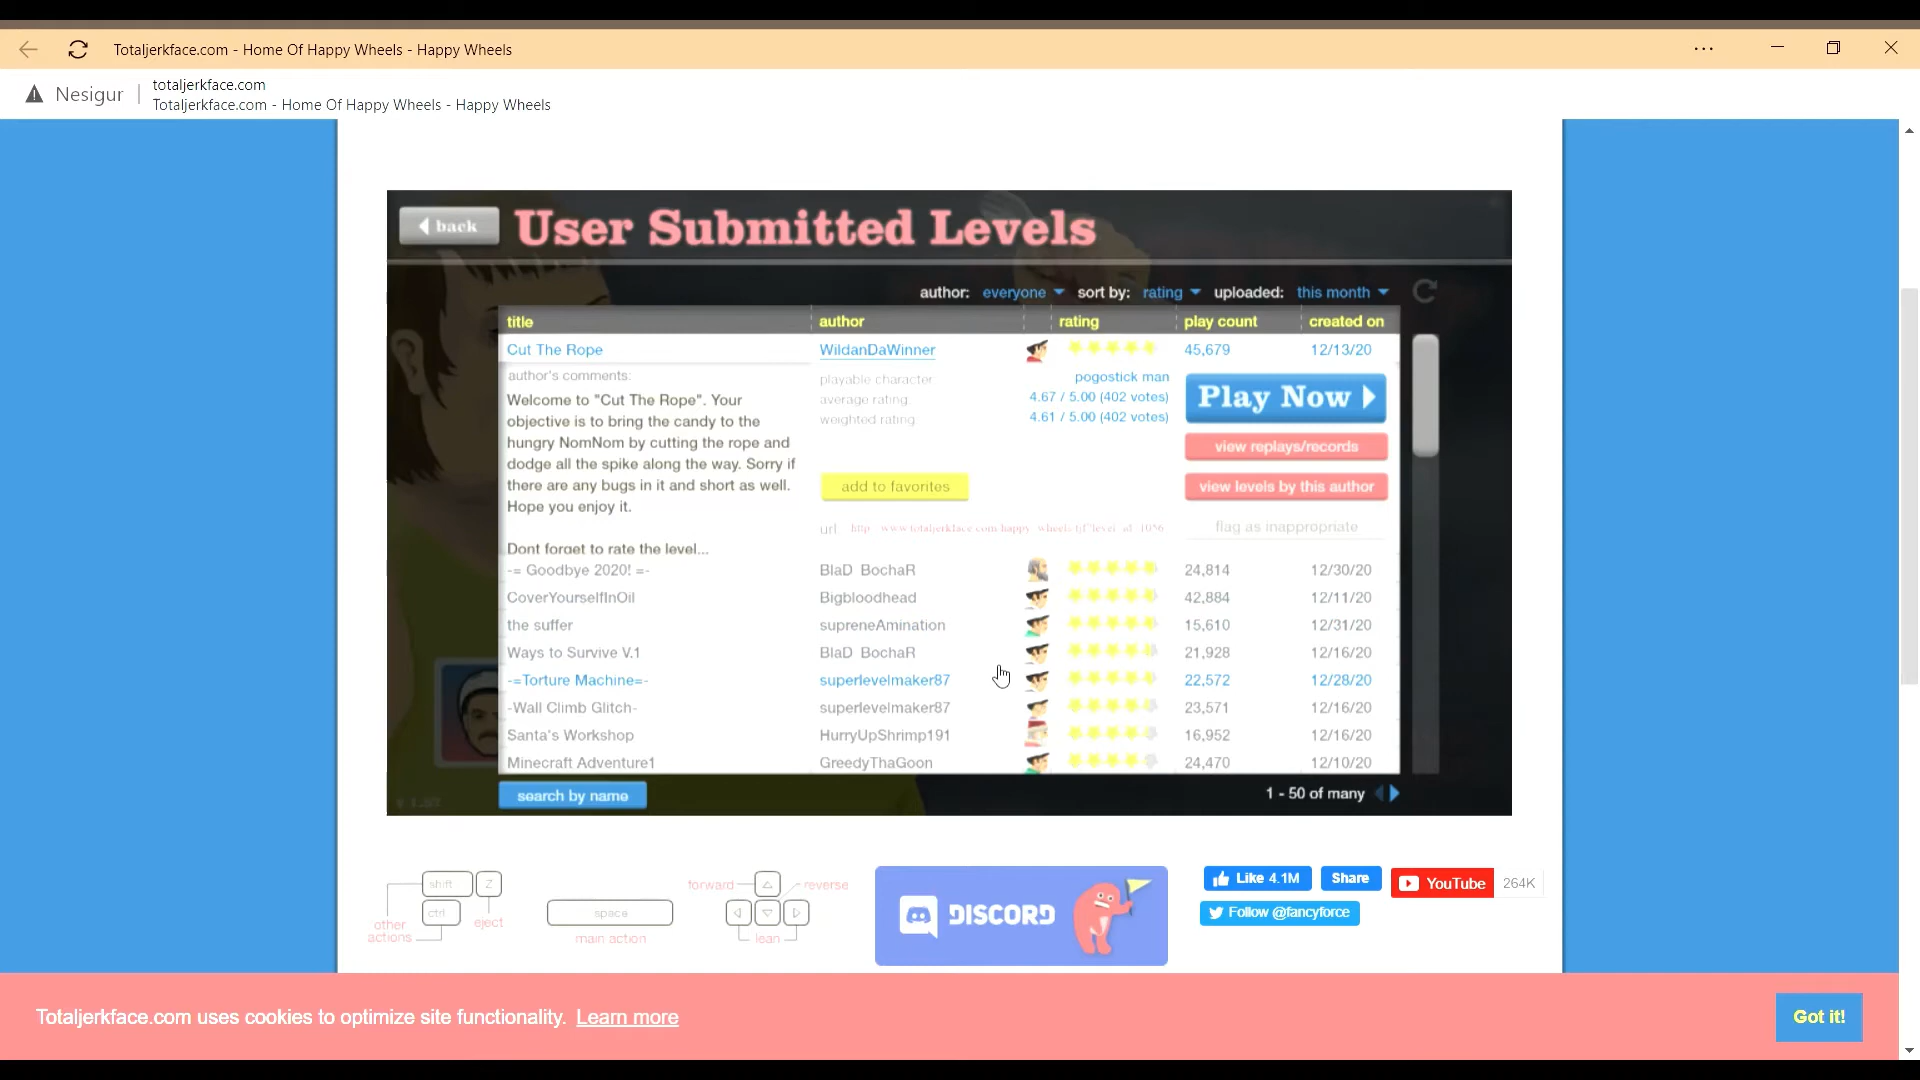 Totaljerkface.com - Home Of Happy Wheels - Happy Wheels
Nesigur
totaljerkface.com
Totaljerkface.com - Home Of Happy Wheels - Happy Wheels
back
User Submitted Levels
author: everyone sort by: rating uploaded: this month
title author rating play count created on
Cut The Rope WildanDaWinner 45,679 12/13/20
author's comments:
Welcome to "Cut The Rope". Your
objective is to bring the candy to the
hungry NomNom by cutting the rope and
dodge all the spike along the way. Sorry if
there are any bugs in it and short as well.
Hope you enjoy it.
Dont forget to rate the level...
playable character pogostick man
average rating 4.67 / 5.00 (402 votes)
weighted rating 4.61 / 5.00 (402 votes)
add to favorites
url
Play Now
view replays/records
view levels by this author
flag as inappropriate
-= Goodbye 2020! =- BlaD BochaR 24,814 12/30/20
CoverYourselfInOil Bigbloodhead 42,884 12/11/20
the suffer supreneAmination 15,610 12/31/20
Ways to Survive V.1 BlaD BochaR 21,928 12/16/20
-=Torture Machine=- superlevelmaker87 22,572 12/28/20
-Wall Climb Glitch- superlevelmaker87 23,571 12/16/20
Santa's Workshop HurryUpShrimp191 16,952 12/16/20
Minecraft Adventure1 GreedyThaGoon 24,470 12/10/20
search by name
1 - 50 of many
shift Z
ctrl
other
actions
eject
space
main action
forward reverse
lean
DISCORD
Like 4.1M
Share
YouTube 264K
Follow @fancyforce
Totaljerkface.com uses cookies to optimize site functionality. Learn more
Got it!